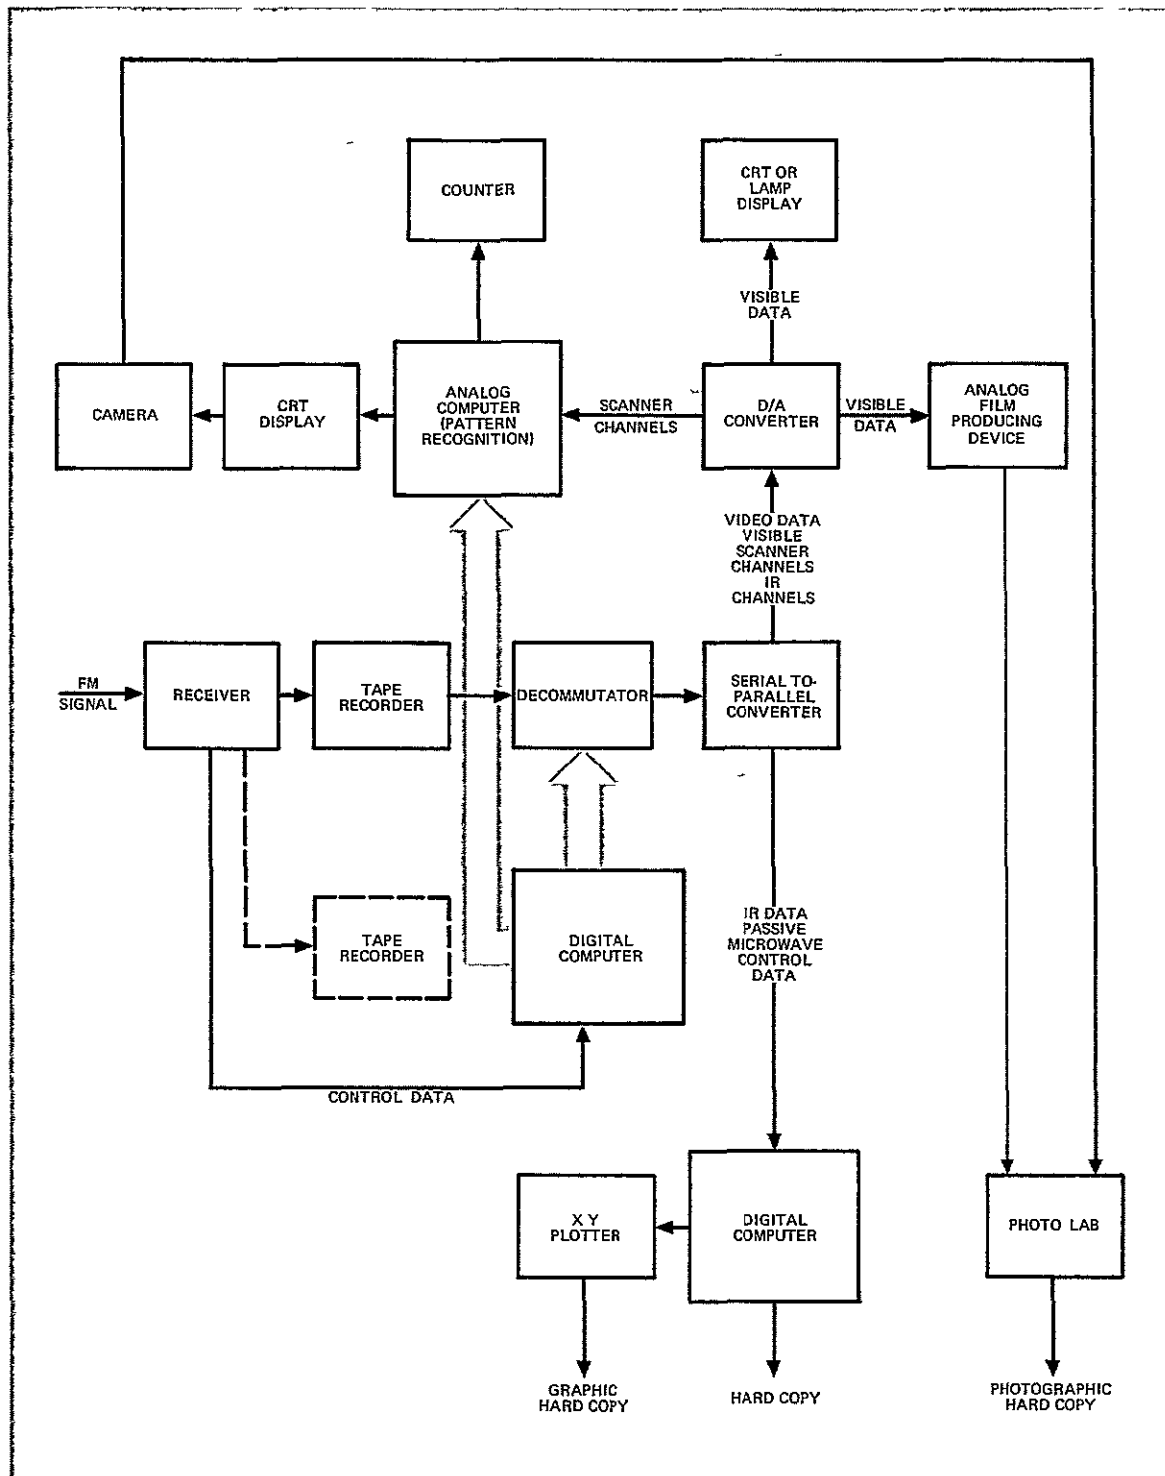 COUNTER
CRT OR
LAMP
DISPLAY
VISIBLE
DATA
CAMERA
CRT
DISPLAY
ANALOG
COMPUTER
(PATTERN
RECOGNITION)
SCANNER
CHANNELS
D/A
CONVERTER
VISIBLE
DATA
ANALOG
FILM
PRODUCING
DEVICE
VIDEO DATA
VISIBLE
SCANNER
CHANNELS
IR
CHANNELS
FM
SIGNAL
RECEIVER
TAPE
RECORDER
DECOMMUTATOR
SERIAL TO-
PARALLEL
CONVERTER
TAPE
RECORDER
DIGITAL
COMPUTER
IR DATA
PASSIVE
MICROWAVE
CONTROL
DATA
CONTROL DATA
X Y
PLOTTER
DIGITAL
COMPUTER
PHOTO LAB
GRAPHIC
HARD COPY
HARD COPY
PHOTOGRAPHIC
HARD COPY